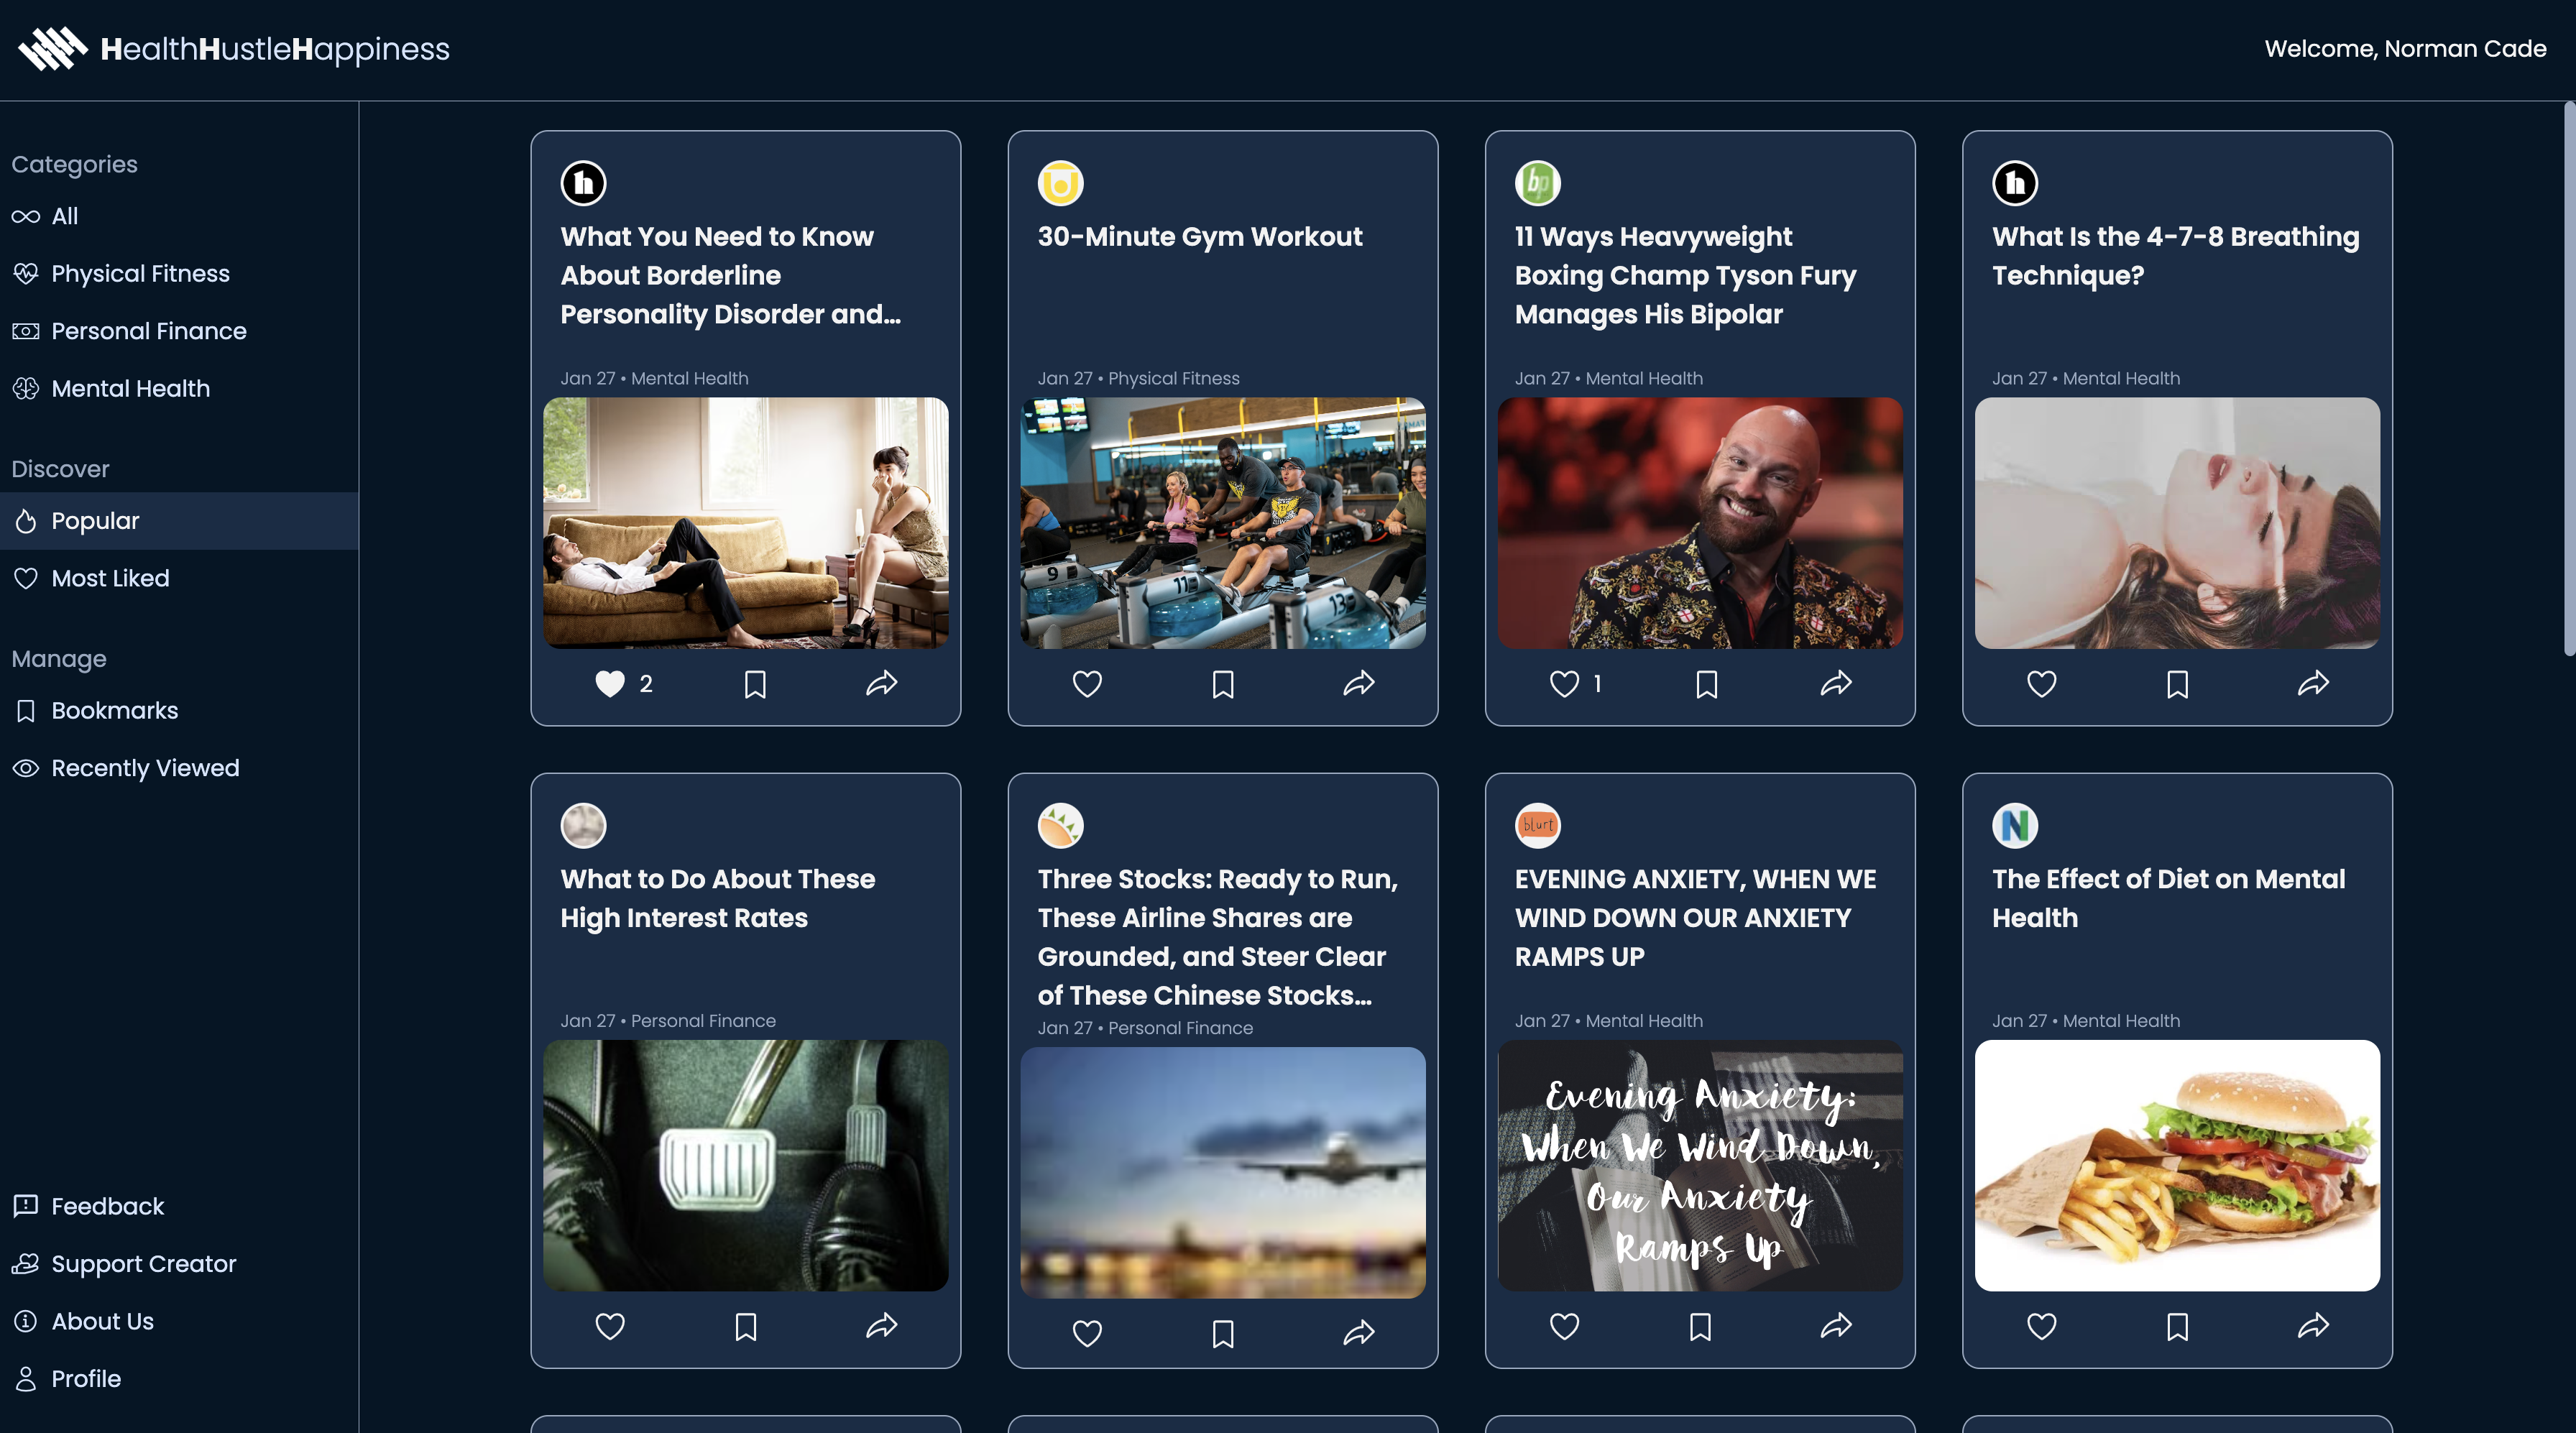 HealthHustleHappiness
Welcome, Norman Cade
Categories
All
Physical Fitness
Personal Finance
Mental Health
Discover
Popular
Most Liked
Manage
Bookmarks
Recently Viewed
Feedback
Support Creator
About Us
Profile
h
What You Need to Know
About Borderline
Personality Disorder and...
Jan 27 • Mental Health
2
30-Minute Gym Workout
Jan 27 • Physical Fitness
9
11
13
bp
11 Ways Heavyweight
Boxing Champ Tyson Fury
Manages His Bipolar
Jan 27 • Mental Health
1
h
What Is the 4-7-8 Breathing
Technique?
Jan 27 • Mental Health
What to Do About These
High Interest Rates
Jan 27 • Personal Finance
Three Stocks: Ready to Run,
These Airline Shares are
Grounded, and Steer Clear
of These Chinese Stocks...
Jan 27 • Personal Finance
blurt
EVENING ANXIETY, WHEN WE
WIND DOWN OUR ANXIETY
RAMPS UP
Jan 27 • Mental Health
Evening Anxiety:
When We Wind Down,
Our Anxiety
Ramps Up
N
The Effect of Diet on Mental
Health
Jan 27 • Mental Health